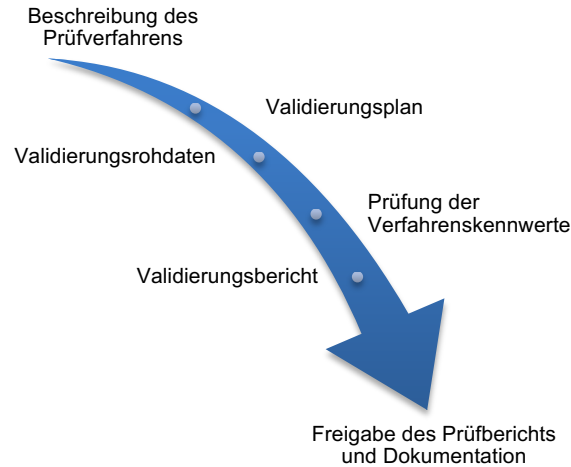 Beschreibung des
Prüfverfahrens
Validierungsplan
Validierungsrohdaten
Prüfung der
Verfahrenskennwerte
Validierungsbericht
Freigabe des Prüfberichts
und Dokumentation